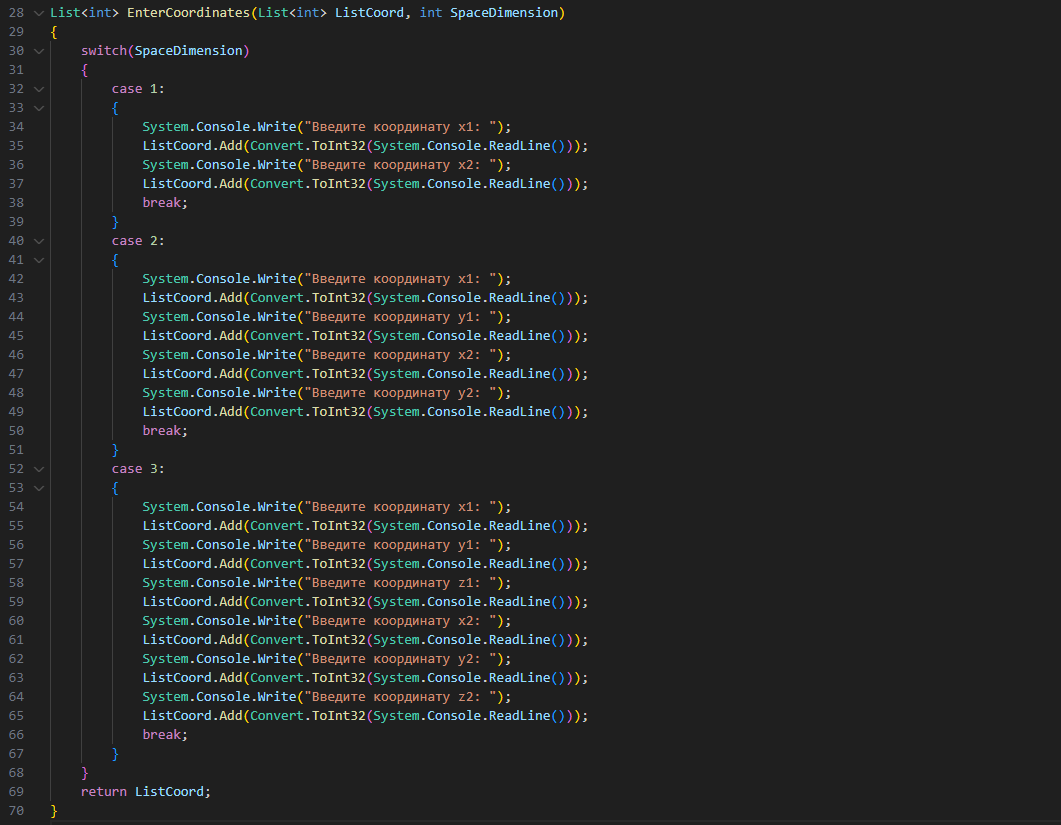 28 List<int> EnterCoordinates(List<int> ListCoord, int SpaceDimension)
29 {
30 switch(SpaceDimension)
31 {
32 case 1:
33 {
34 System.Console.Write("Введите координату x1: ");
35 ListCoord.Add(Convert.ToInt32(System.Console.ReadLine()));
36 System.Console.Write("Введите координату x2: ");
37 ListCoord.Add(Convert.ToInt32(System.Console.ReadLine()));
38 break;
39 }
40 case 2:
41 {
42 System.Console.Write("Введите координату x1: ");
43 ListCoord.Add(Convert.ToInt32(System.Console.ReadLine()));
44 System.Console.Write("Введите координату y1: ");
45 ListCoord.Add(Convert.ToInt32(System.Console.ReadLine()));
46 System.Console.Write("Введите координату x2: ");
47 ListCoord.Add(Convert.ToInt32(System.Console.ReadLine()));
48 System.Console.Write("Введите координату y2: ");
49 ListCoord.Add(Convert.ToInt32(System.Console.ReadLine()));
50 break;
51 }
52 case 3:
53 {
54 System.Console.Write("Введите координату x1: ");
55 ListCoord.Add(Convert.ToInt32(System.Console.ReadLine()));
56 System.Console.Write("Введите координату y1: ");
57 ListCoord.Add(Convert.ToInt32(System.Console.ReadLine()));
58 System.Console.Write("Введите координату z1: ");
59 ListCoord.Add(Convert.ToInt32(System.Console.ReadLine()));
60 System.Console.Write("Введите координату x2: ");
61 ListCoord.Add(Convert.ToInt32(System.Console.ReadLine()));
62 System.Console.Write("Введите координату y2: ");
63 ListCoord.Add(Convert.ToInt32(System.Console.ReadLine()));
64 System.Console.Write("Введите координату z2: ");
65 ListCoord.Add(Convert.ToInt32(System.Console.ReadLine()));
66 break;
67 }
68 }
69 return ListCoord;
70 }